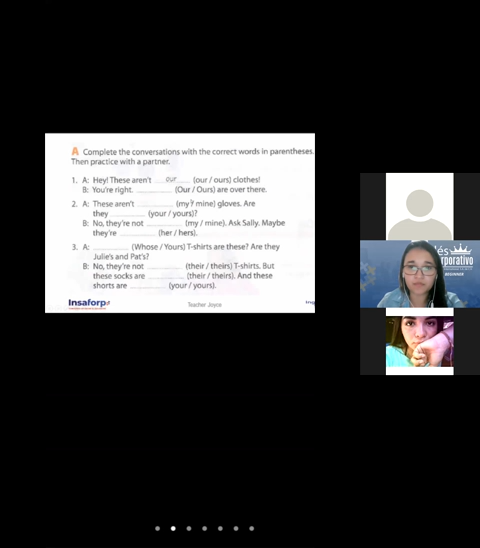 A Complete the conversations with the correct words in parentheses.
Then practice with a partner.
1. A: Hey! These aren't our (our / ours) clothes!
B: You're right. (Our / Ours) are over there.
2. A: These aren't (my / mine) gloves. Are
they (your / yours)?
B: No, they're not (my / mine). Ask Sally. Maybe
they're (her / hers).
3. A: (Whose / Yours) T-shirts are these? Are they
Julie's and Pat's?
B: No, they're not (their / theirs) T-shirts. But
these socks are (their / theirs). And these
shorts are (your / yours).
Insaforp
Teacher Joyce
lés
rporativo